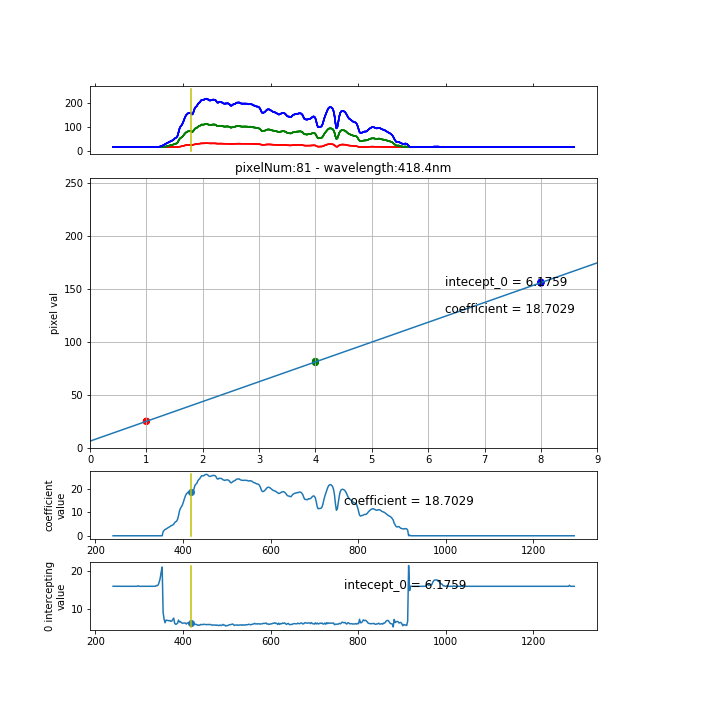 200
100
0
pixelNum:81 - wavelength:418.4nm
250
200
150
100
50
0
pixel val
intecept_0 = 6.1759
coefficient = 18.7029
0 1 2 3 4 5 6 7 8 9
coefficient
value
20
10
0
coefficient = 18.7029
200 400 600 800 1000 1200
0 intercepting
value
20
10
intecept_0 = 6.1759
200 400 600 800 1000 1200